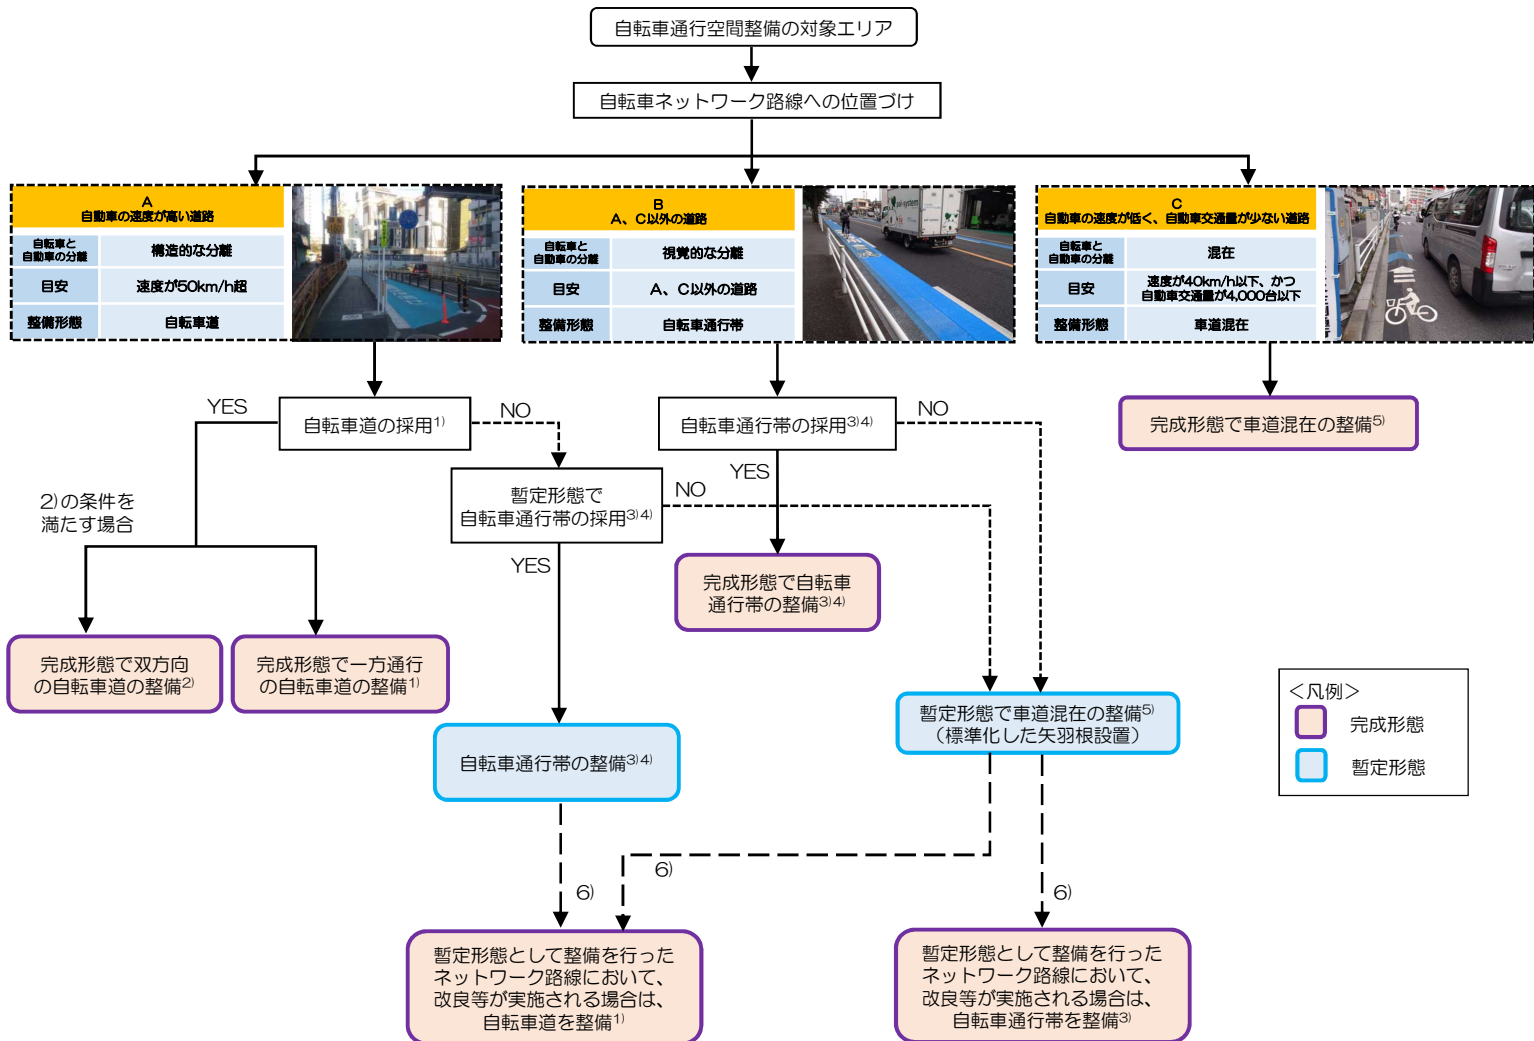 自転車通行空間整備の対象エリア
自転車ネットワーク路線への位置づけ
A
自動車の速度が高い道路
自転車と
自動車の分離
構造的な分離
目安
速度が50km/h超
整備形態
自転車道
B
A、C以外の道路
自転車と
自動車の分離
視覚的な分離
目安
A、C以外の道路
整備形態
自転車通行帯
C
自動車の速度が低く、自動車交通量が少ない道路
自転車と
自動車の分離
混在
目安
速度が40km/h以下、かつ
自動車交通量が4,000台以下
整備形態
車道混在
YES
自転車道の採用1)
NO
自転車通行帯の採用3)4)
NO
完成形態で車道混在の整備5)
2)の条件を
満たす場合
暫定形態で
自転車通行帯の採用3)4)
NO
YES
YES
完成形態で自転車
通行帯の整備3)4)
完成形態で双方向
の自転車道の整備2)
完成形態で一方通行
の自転車道の整備1)
自転車通行帯の整備3)4)
暫定形態で車道混在の整備5)
（標準化した矢羽根設置）
＜凡例＞
完成形態
暫定形態
6)
6)
6)
暫定形態として整備を行った
ネットワーク路線において、
改良等が実施される場合は、
自転車道を整備1)
暫定形態として整備を行った
ネットワーク路線において、
改良等が実施される場合は、
自転車通行帯を整備3)